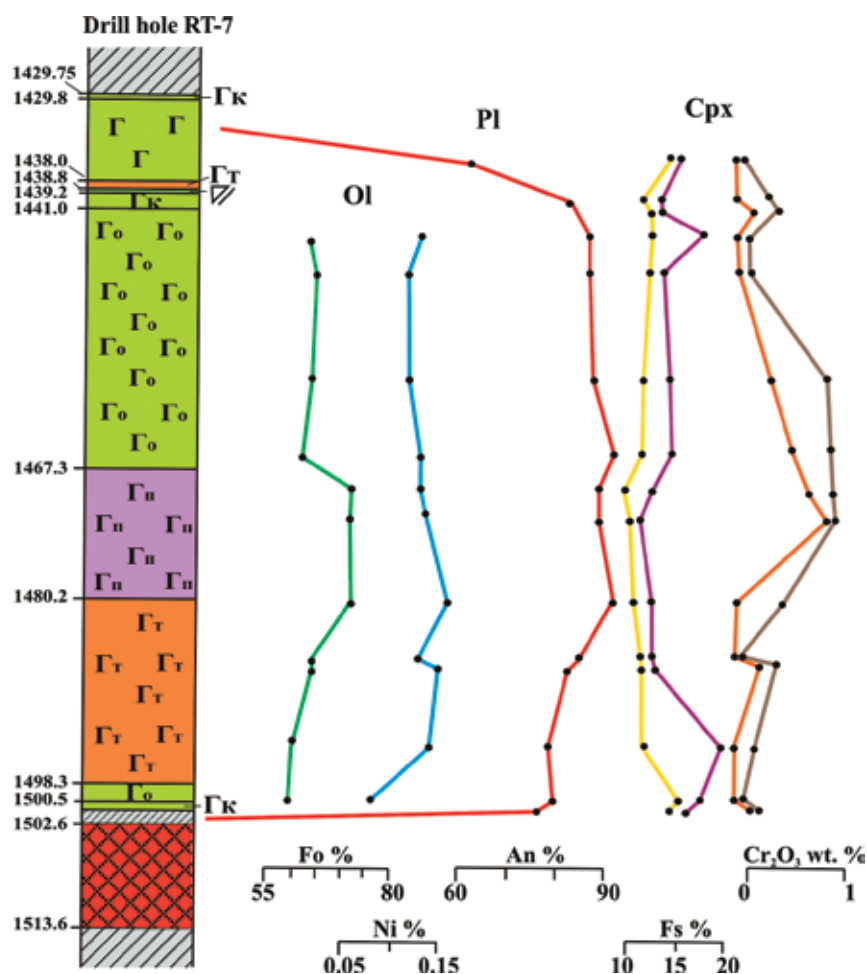 Drill hole RT-7
1429.75
1429.8
Гк
Г Г
Г
1438.0
1438.8
1439.2
Гт
Гк
1441.0
Pl
Cpx
Ol
Го Го
Го
Го Го
Го
Го Го
Го
Го Го
Го
1467.3
Гп
Гп Гп
Гп
Гп Гп
1480.2
Гт
Гт Гт
Гт
Гт Гт
Гт
1498.3
Го
1500.5
Гк
1502.6
1513.6
Fo %
55 80
An %
60 90
Cr₂O₃ wt. %
0 1
Ni %
0.05 0.15
Fs %
10 15 20